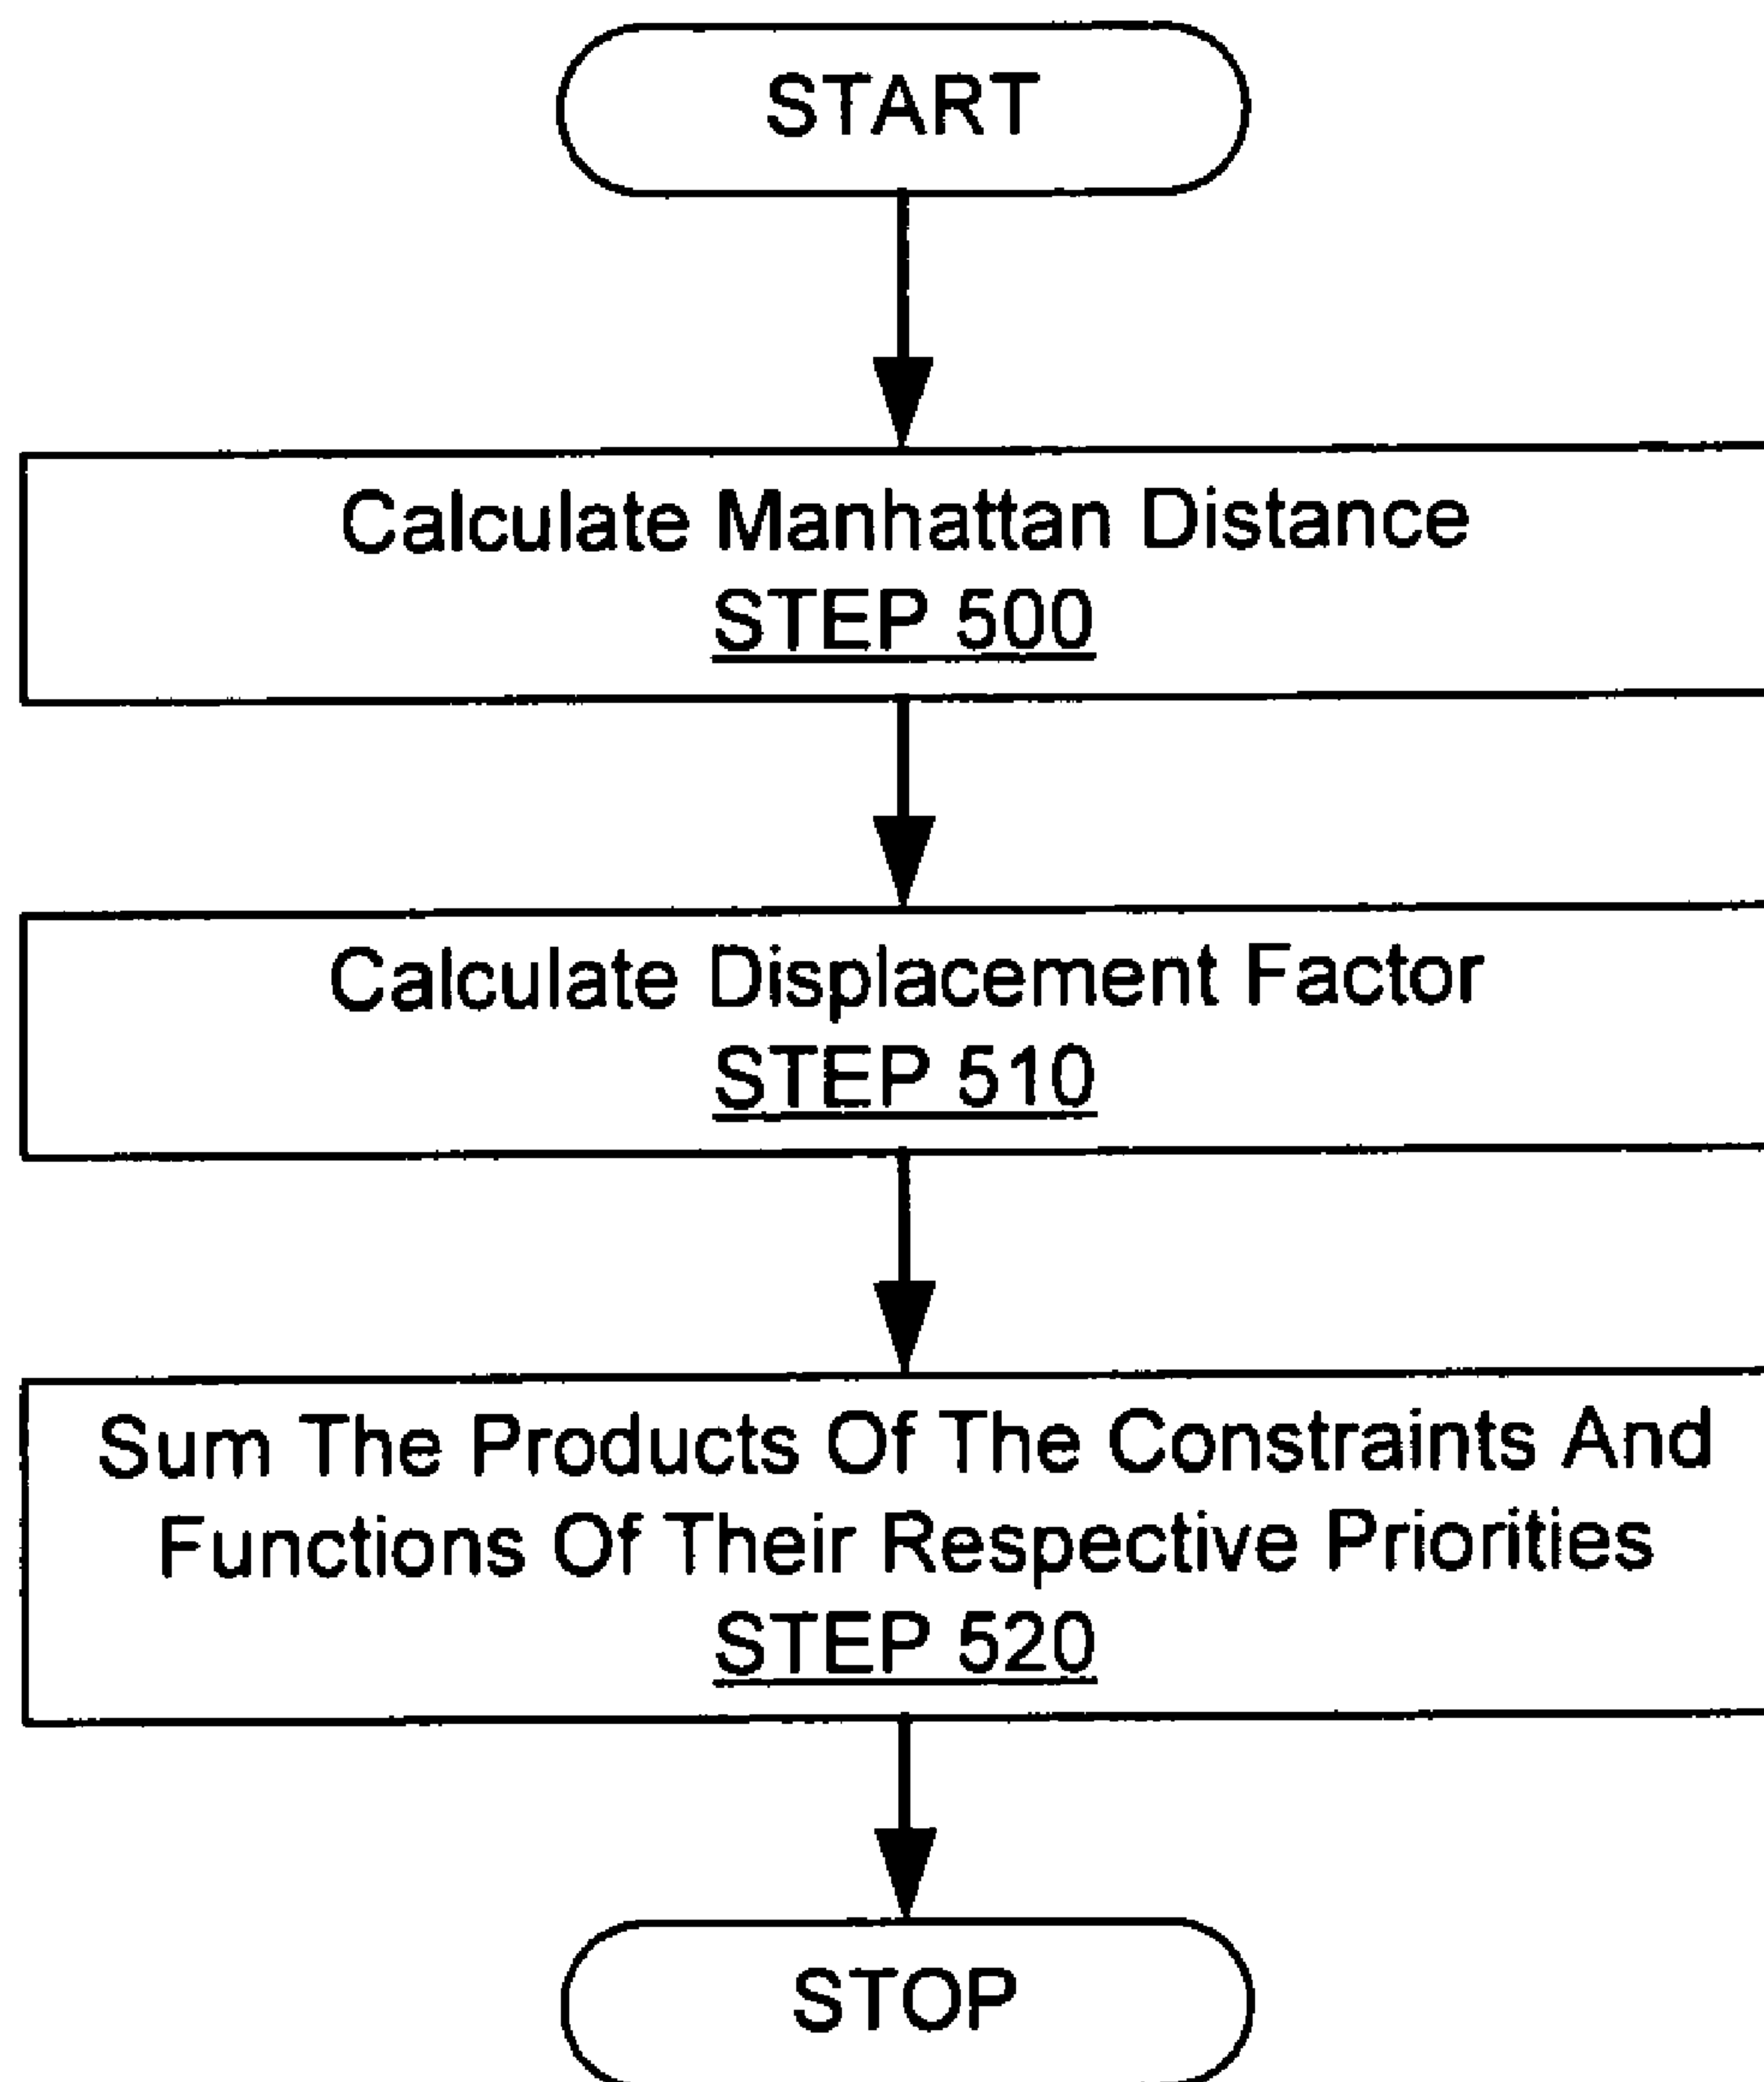 START
Calculate Manhattan Distance
STEP 500
Calculate Displacement Factor
STEP 510
Sum The Products Of The Constraints And
Functions Of Their Respective Priorities
STEP 520
STOP